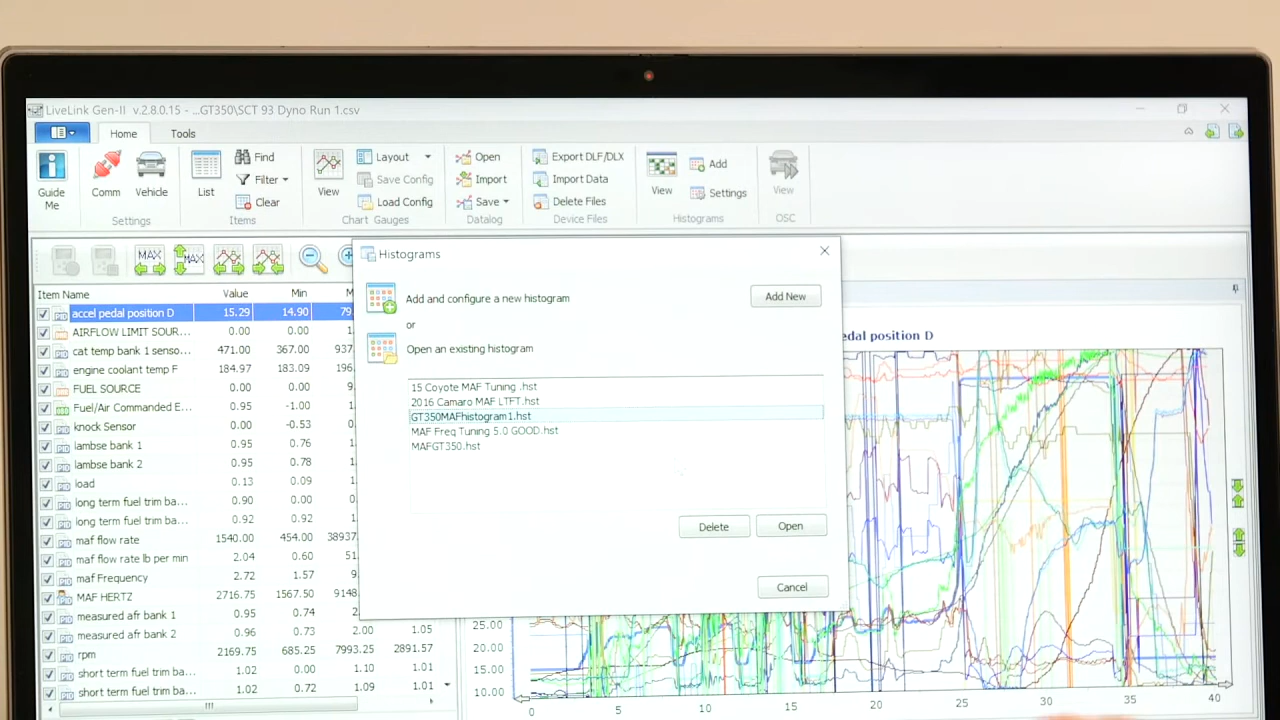 LiveLink Gen-II v.2.8.0.15 - ...GT350\SCT 93 Dyno Run 1.csv
Home Tools
Guide Me
Comm Vehicle
Settings
List Find Filter Clear
Items
View Layout Save Config Load Config
Chart Gauges
Open Import Save
Datalog
Export DLF/DLX Import Data Delete Files
Device Files
View Add Settings
Histograms
View
OSC
MAX MAX
Item Name Value Min
accel pedal position D 15.29 14.90 79.
AIRFLOW LIMIT SOUR... 0.00 0.00 1.
cat temp bank 1 senso... 471.00 367.00 937.
engine coolant temp F 184.97 183.09 196.
FUEL SOURCE 0.00 0.00
Fuel/Air Commanded E... 0.95 -1.00
knock Sensor 0.00 -0.53
lambse bank 1 0.95 0.76
lambse bank 2 0.95 0.78
load 0.13 0.09
long term fuel trim ba... 0.90 0.00
long term fuel trim ba... 0.92 0.92
maf flow rate 1540.00 454.00 38937.
maf flow rate lb per min 2.04 0.60 51.
maf Frequency 2.72 1.57 9.
MAF HERTZ 2716.75 1567.50 9148.
measured afr bank 1 0.95 0.74
measured afr bank 2 0.96 0.73 2.00 1.05
rpm 2169.75 685.25 7993.25 2891.57
short term fuel trim ba... 1.02 0.00 1.10 1.01
short term fuel trim ba... 1.02 0.72 1.09 1.01
Histograms
Add and configure a new histogram
Add New
or
Open an existing histogram
15 Coyote MAF Tuning .hst
2016 Camaro MAF LTFT.hst
GT350MAFhistogram1.hst
MAF Freq Tuning 5.0 GOOD.hst
MAFGT350.hst
Delete Open
Cancel
edal position D
25.00
20.00
15.00
10.00
0 5 10 15 20 25 30 35 40